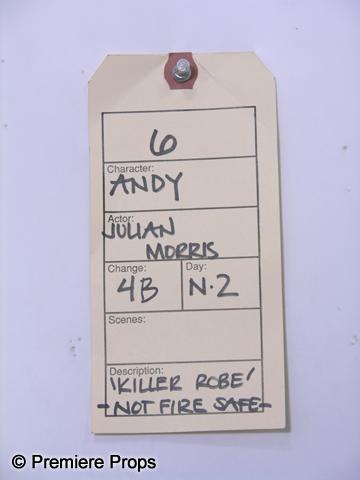 6
Character:
ANDY
Actor:
JULIAN
MORRIS
Change: Day:
4B N.2
Scenes:
Description:
'KILLER ROBE'
-NOT FIRE SAFE-
© Premiere Props